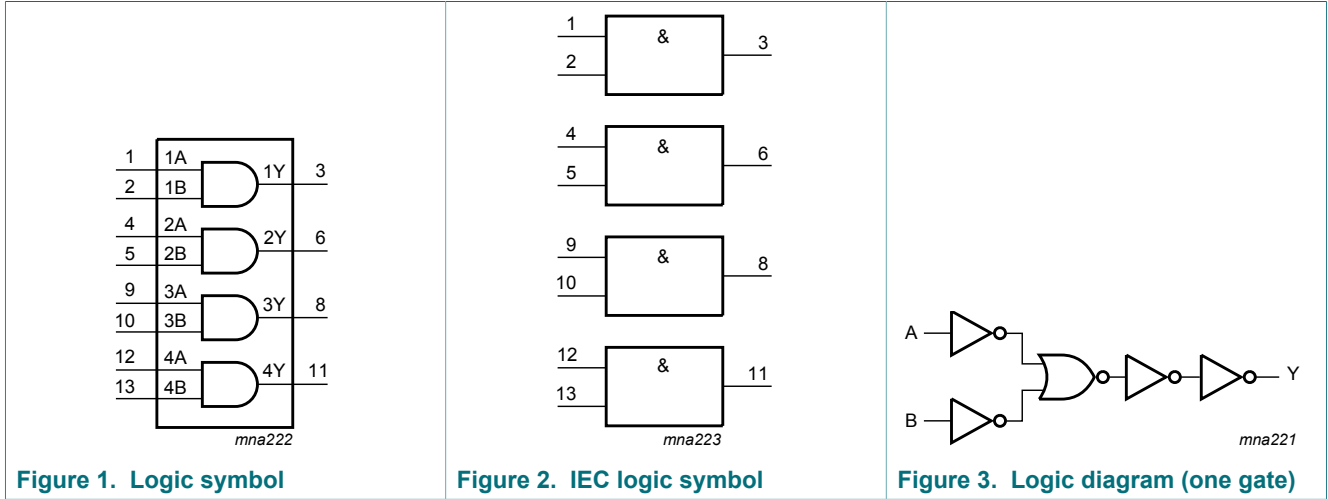 1
1A
1Y
3
2
1B
4
2A
2Y
6
5
2B
9
3A
3Y
8
10
3B
12
4A
4Y
11
13
4B
mna222
Figure 1. Logic symbol
1
&
3
2
4
&
6
5
9
&
8
10
12
&
11
13
mna223
Figure 2. IEC logic symbol
A
Y
B
mna221
Figure 3. Logic diagram (one gate)